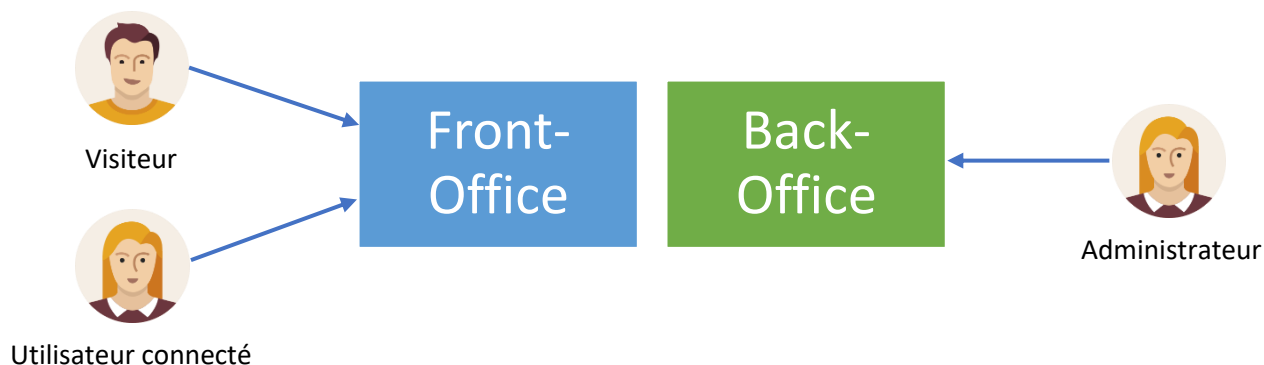 Visiteur
Utilisateur connecté
Front-
Office
Back-
Office
Administrateur